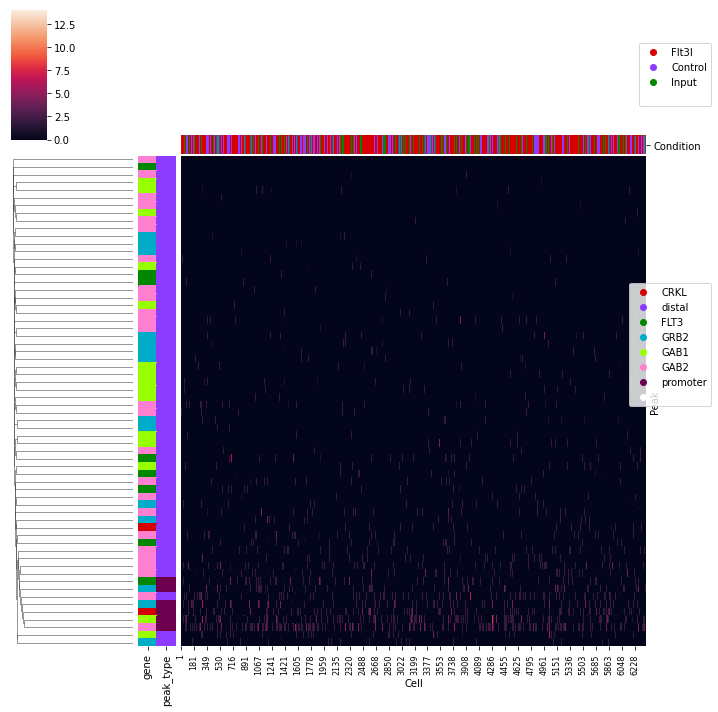 12.5
10.0
7.5
5.0
2.5
0.0
Flt3l
Control
Input
Condition
CRKL
distal
FLT3
GRB2
GAB1
GAB2
promoter
Peak
gene
peak_type
1
181
349
530
716
891
1067
1241
1421
1605
1778
1959
2135
2320
2488
2668
2850
3022
3199
3377
3553
3738
3908
4089
4286
4455
4625
4795
4961
5151
5336
5503
5685
5863
6048
6228
Cell